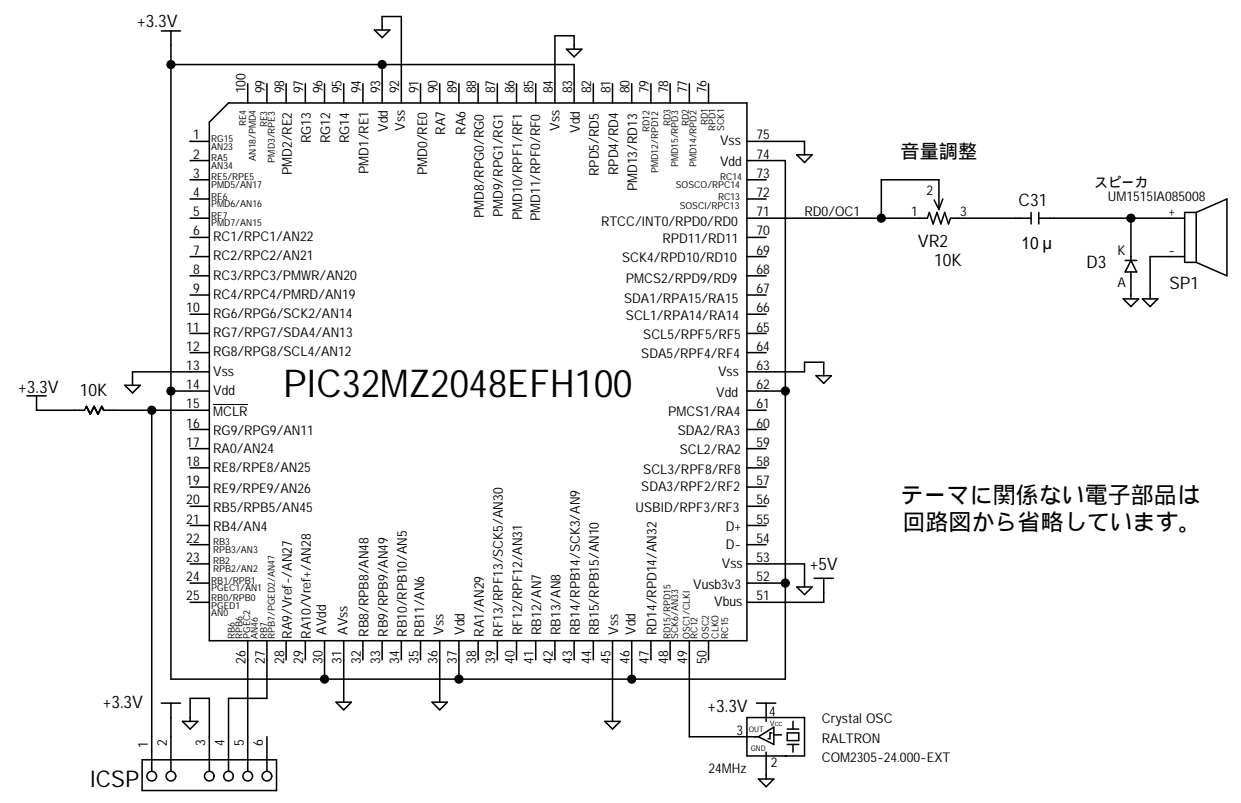 +3.3V
100
99
98
97
96
95
94
93
92
91
90
89
88
87
86
85
84
83
82
81
80
79
78
77
76
RE4
AN18/PMD4
RE3
PMD3/RPE3
PMD2/RE2
RG13
RG12
RG14
PMD1/RE1
Vdd
Vss
PMD0/RE0
RA7
RA6
PMD8/RPG0/RG0
PMD9/RPG1/RG1
PMD10/RPF1/RF1
PMD11/RPF0/RF0
Vss
Vdd
RPD5/RD5
RPD4/RD4
PMD13/RD13
RD12
PMD12/RPD12
RD3
PMD15/RPD3
RD2
PMD14/RPD2
RD1
RPD1
SCK1
1 RG15
AN23
2 RA5
AN34
3 RE5/RPE5
PMD5/AN17
4 RE6
PMD6/AN16
5 RE7
PMD7/AN15
6 RC1/RPC1/AN22
7 RC2/RPC2/AN21
8 RC3/RPC3/PMWR/AN20
9 RC4/RPC4/PMRD/AN19
10 RG6/RPG6/SCK2/AN14
11 RG7/RPG7/SDA4/AN13
12 RG8/RPG8/SCL4/AN12
13 Vss
14 Vdd
15 MCLR
16 RG9/RPG9/AN11
17 RA0/AN24
18 RE8/RPE8/AN25
19 RE9/RPE9/AN26
20 RB5/RPB5/AN45
21 RB4/AN4
22 RB3
RPB3/AN3
23 RB2
RPB2/AN2
24 RB1/RPB1
PGEC1/AN1
25 RB0/RPB0
PGED1
AN0
+3.3V
10K
PIC32MZ2048EFH100
Vss 75
Vdd 74
RC14 73
SOSCO/RPC14
RC13 72
SOSCI/RPC13
RTCC/INT0/RPD0/RD0 71
RPD11/RD11 70
SCK4/RPD10/RD10 69
PMCS2/RPD9/RD9 68
SDA1/RPA15/RA15 67
SCL1/RPA14/RA14 66
SCL5/RPF5/RF5 65
SDA5/RPF4/RF4 64
Vss 63
Vdd 62
PMCS1/RA4 61
SDA2/RA3 60
SCL2/RA2 59
SCL3/RPF8/RF8 58
SDA3/RPF2/RF2 57
USBID/RPF3/RF3 56
D+ 55
D- 54
Vss 53
Vusb3v3 52
Vbus 51
+5V
RD0/OC1
音量調整
2
1
3
VR2
10K
C31
10μ
スピーカ
UM1515IA085008
+
-
K
A
D3
SP1
テーマに関係ない電子部品は
回路図から省略しています。
RB6
RPB6
PGEC2
AN46
RB7
RPB7/PGED2/AN47
RA9/Vref-/AN27
RA10/Vref+/AN28
AVdd
AVss
RB8/RPB8/AN48
RB9/RPB9/AN49
RB10/RPB10/AN5
RB11/AN6
Vss
Vdd
RA1/AN29
RF13/RPF13/SCK5/AN30
RF12/RPF12/AN31
RB12/AN7
RB13/AN8
RB14/RPB14/SCK3/AN9
RB15/RPB15/AN10
Vss
Vdd
RD14/RPD14/AN32
RD15/RPD15
SCK6/AN33
OSC1/CLKI
RC12
OSC2
CLKO
RC15
26
27
28
29
30
31
32
33
34
35
36
37
38
39
40
41
42
43
44
45
46
47
48
49
50
+3.3V
1
2
3
4
5
6
ICSP
+3.3V
4
3
OUT
Vcc
GND
2
24MHz
Crystal OSC
RALTRON
COM2305-24.000-EXT